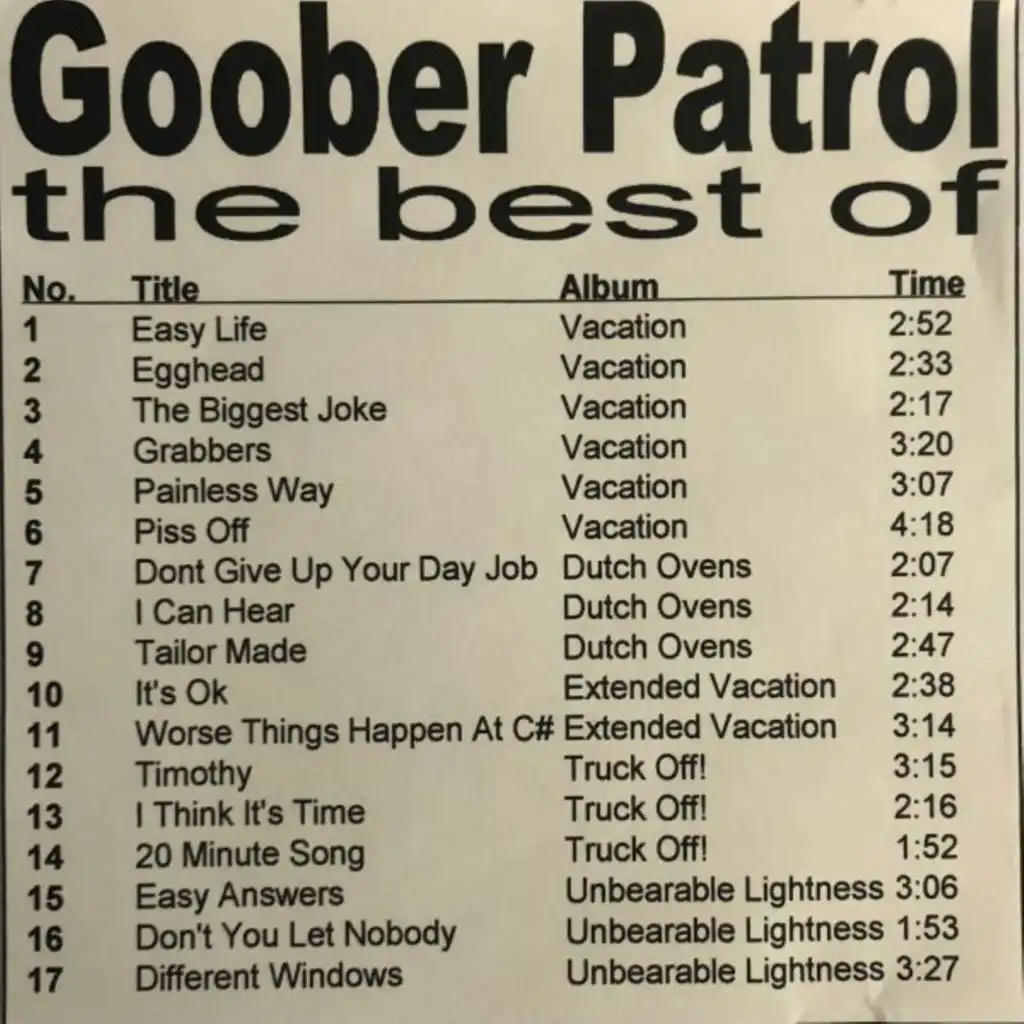 Goober Patrol
the best of
No. Title Album Time
1 Easy Life Vacation 2:52
2 Egghead Vacation 2:33
3 The Biggest Joke Vacation 2:17
4 Grabbers Vacation 3:20
5 Painless Way Vacation 3:07
6 Piss Off Vacation 4:18
7 Dont Give Up Your Day Job Dutch Ovens 2:07
8 I Can Hear Dutch Ovens 2:14
9 Tailor Made Dutch Ovens 2:47
10 It's Ok Extended Vacation 2:38
11 Worse Things Happen At C# Extended Vacation 3:14
12 Timothy Truck Off! 3:15
13 I Think It's Time Truck Off! 2:16
14 20 Minute Song Truck Off! 1:52
15 Easy Answers Unbearable Lightness 3:06
16 Don't You Let Nobody Unbearable Lightness 1:53
17 Different Windows Unbearable Lightness 3:27